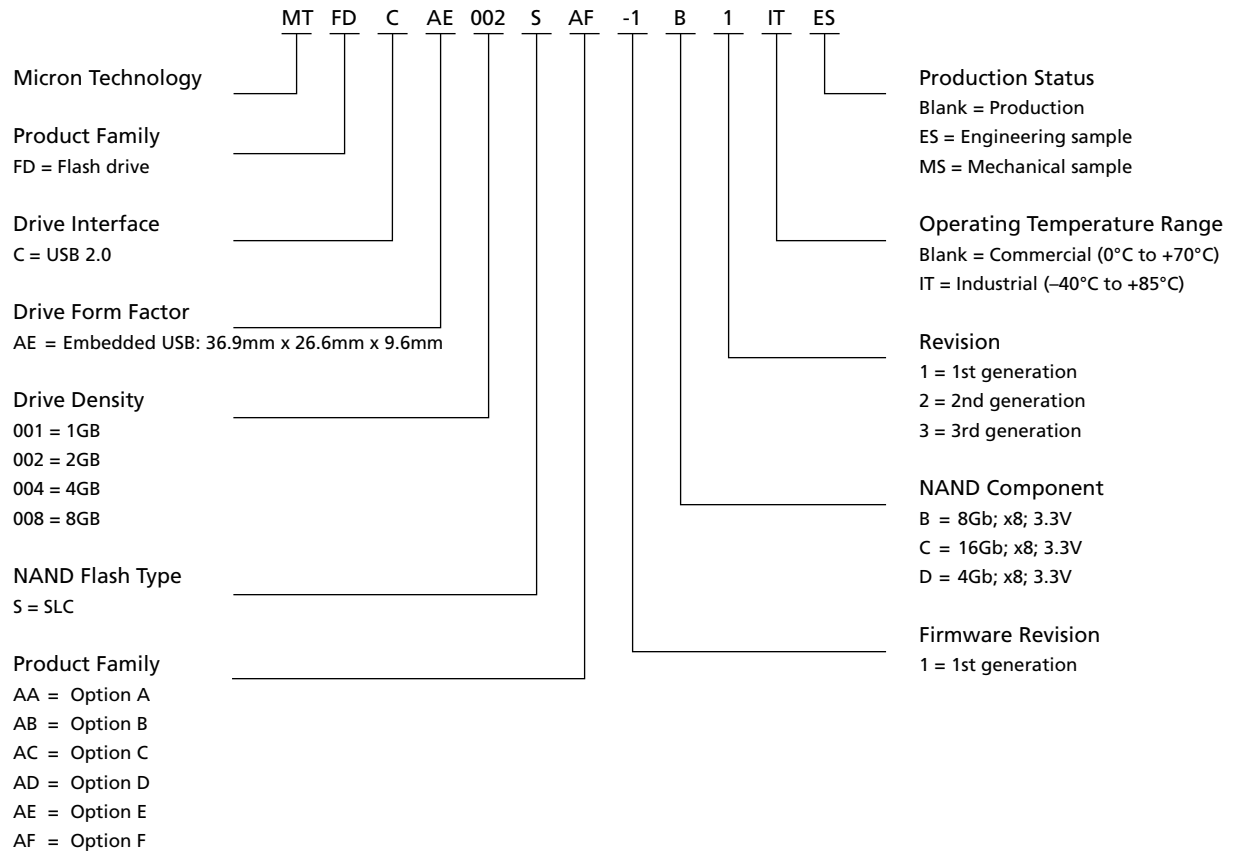 MT FD C AE 002 S AF -1 B 1 IT ES
Micron Technology
Product Family
FD = Flash drive
Drive Interface
C = USB 2.0
Drive Form Factor
AE = Embedded USB: 36.9mm x 26.6mm x 9.6mm
Drive Density
001 = 1GB
002 = 2GB
004 = 4GB
008 = 8GB
NAND Flash Type
S = SLC
Product Family
AA = Option A
AB = Option B
AC = Option C
AD = Option D
AE = Option E
AF = Option F
Production Status
Blank = Production
ES = Engineering sample
MS = Mechanical sample
Operating Temperature Range
Blank = Commercial (0°C to +70°C)
IT = Industrial (–40°C to +85°C)
Revision
1 = 1st generation
2 = 2nd generation
3 = 3rd generation
NAND Component
B = 8Gb; x8; 3.3V
C = 16Gb; x8; 3.3V
D = 4Gb; x8; 3.3V
Firmware Revision
1 = 1st generation